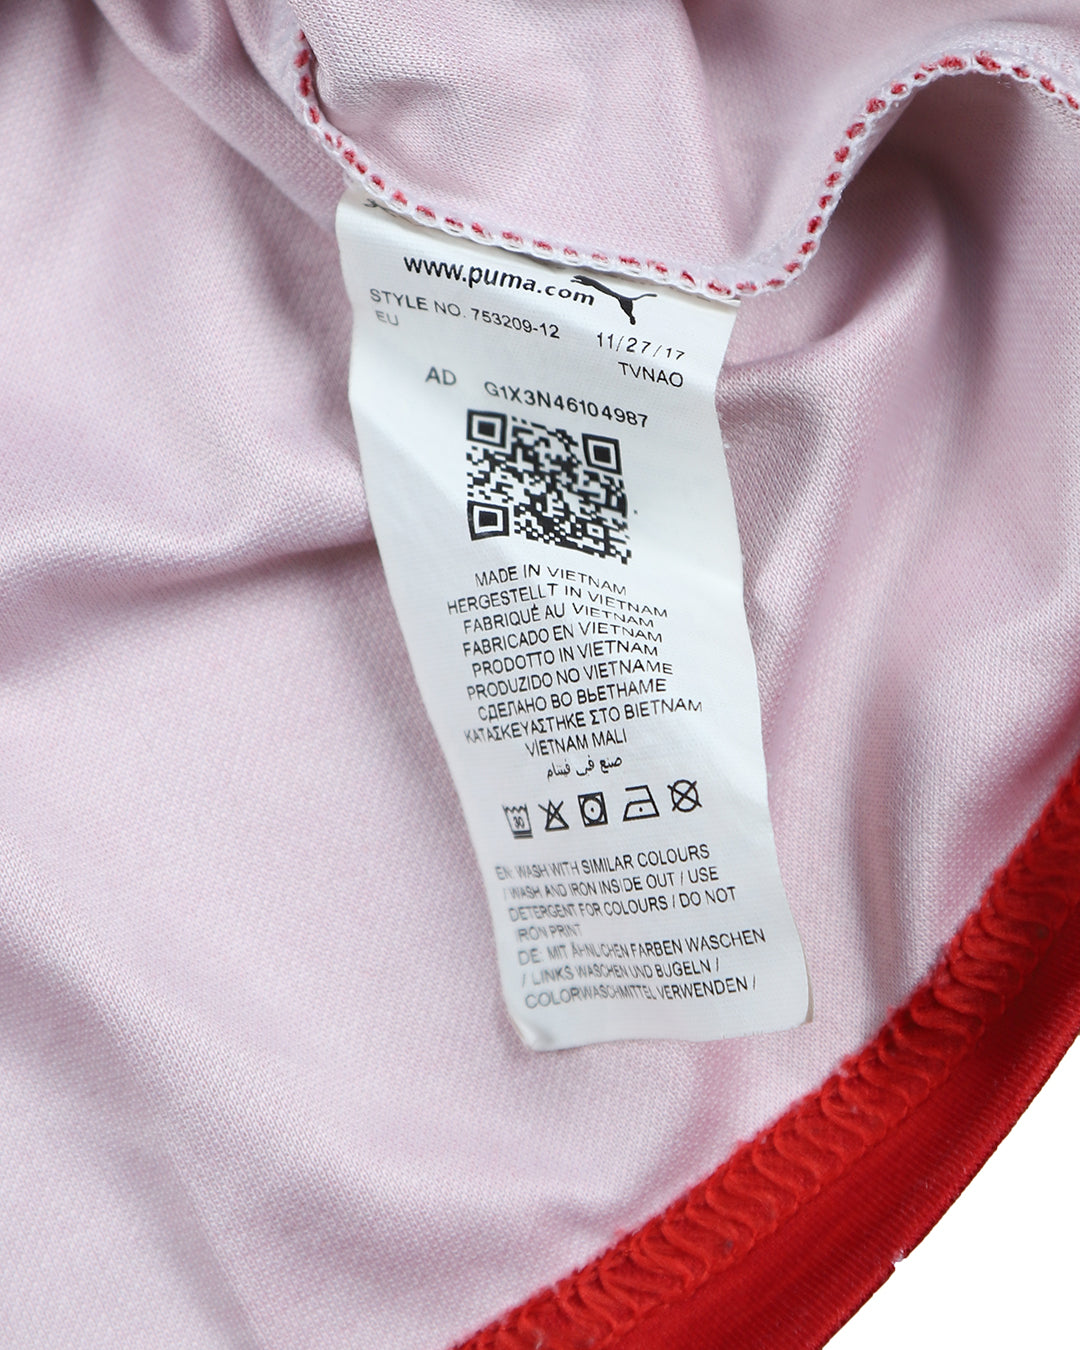 www.puma.com
STYLE NO. 753209-12
EU
11/27/17
TVNAO
AD G1X3N46104987
MADE IN VIETNAM
HERGESTELLT IN VIETNAM
FABRIQUÉ AU VIETNAM
FABRICADO EN VIETNAM
PRODOTTO IN VIETNAM
PRODUZIDO NO VIETNAME
СДЕЛАНО ВО ВЬЕТНАМЕ
ΚΑΤΑΣΚΕΥΑΣΤΗΚΕ ΣΤΟ ΒΙΕΤΝΑΜ
VIETNAM MALI
صنع في فيتنام
30
EN: WASH WITH SIMILAR COLOURS
/ WASH AND IRON INSIDE OUT / USE
DETERGENT FOR COLOURS / DO NOT
IRON PRINT
DE: MIT ÄHNLICHEN FARBEN WASCHEN
/ LINKS WASCHEN UND BÜGELN /
COLORWASCHMITTEL VERWENDEN /